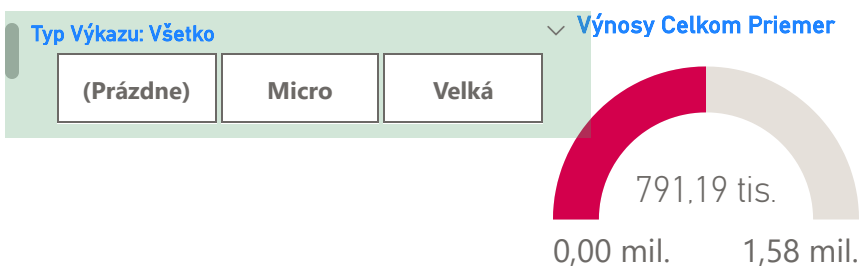 Typ Výkazu: Všetko
(Prázdne) Micro Velká
Výnosy Celkom Priemer
791,19 tis.
0,00 mil. 1,58 mil.